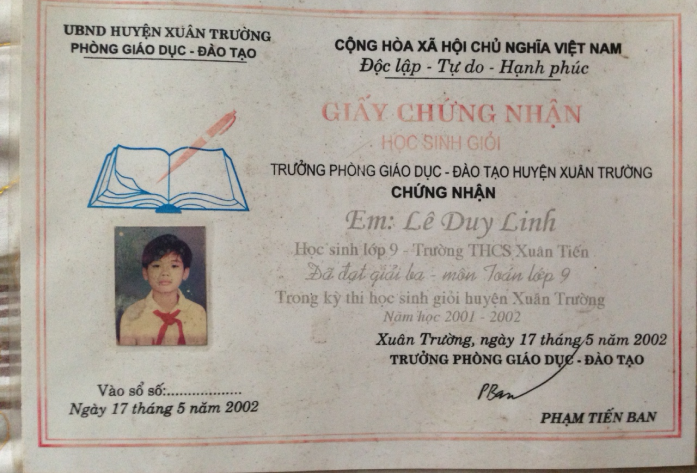 UBND HUYỆN XUÂN TRƯỜNG
PHÒNG GIÁO DỤC - ĐÀO TẠO
CỘNG HÒA XÃ HỘI CHỦ NGHĨA VIỆT NAM
Độc lập - Tự do - Hạnh phúc
GIẤY CHỨNG NHẬN
HỌC SINH GIỎI
TRƯỞNG PHÒNG GIÁO DỤC - ĐÀO TẠO HUYỆN XUÂN TRƯỜNG
CHỨNG NHẬN
Em: Lê Duy Linh
Học sinh lớp 9 - Trường THCS Xuân Tiến
Đã đạt giải ba - môn Toán lớp 9
Trong kỳ thi học sinh giỏi huyện Xuân Trường
Năm học 2001 - 2002
Xuân Trường, ngày 17 tháng 5 năm 2002
TRƯỞNG PHÒNG GIÁO DỤC - ĐÀO TẠO
PBan
PHẠM TIẾN BAN
Vào sổ số:..................
Ngày 17 tháng 5 năm 2002